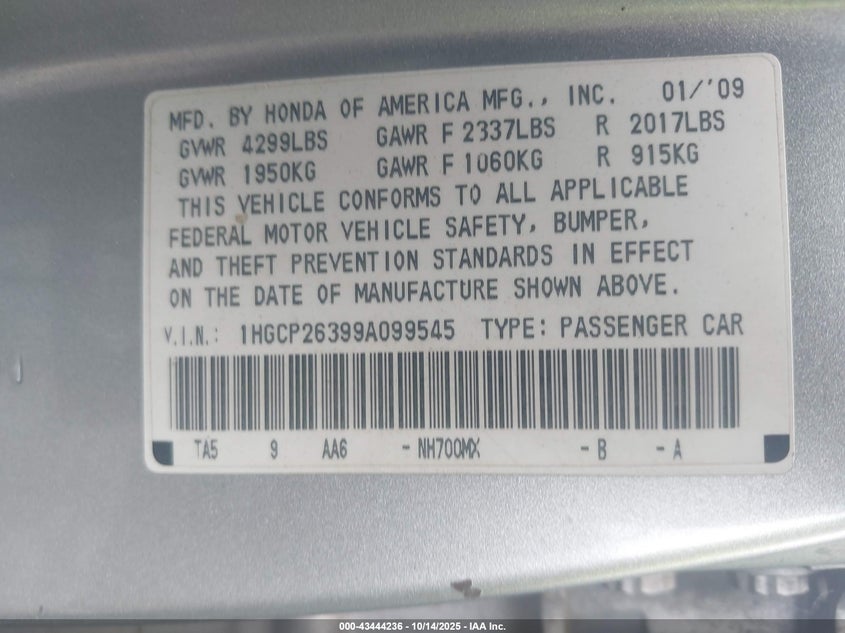 MFD. BY HONDA OF AMERICA MFG., INC. 01/'09
GVWR 4299LBS GAWR F 2337LBS R 2017LBS
GVWR 1950KG GAWR F 1060KG R 915KG
THIS VEHICLE CONFORMS TO ALL APPLICABLE
FEDERAL MOTOR VEHICLE SAFETY, BUMPER,
AND THEFT PREVENTION STANDARDS IN EFFECT
ON THE DATE OF MANUFACTURE SHOWN ABOVE.
V.I.N.: 1HGCP26399A099545 TYPE: PASSENGER CAR
TA5 9 AA6 - NH700MX - B - A
000-43444236 - 10/14/2025 - IAA Inc.